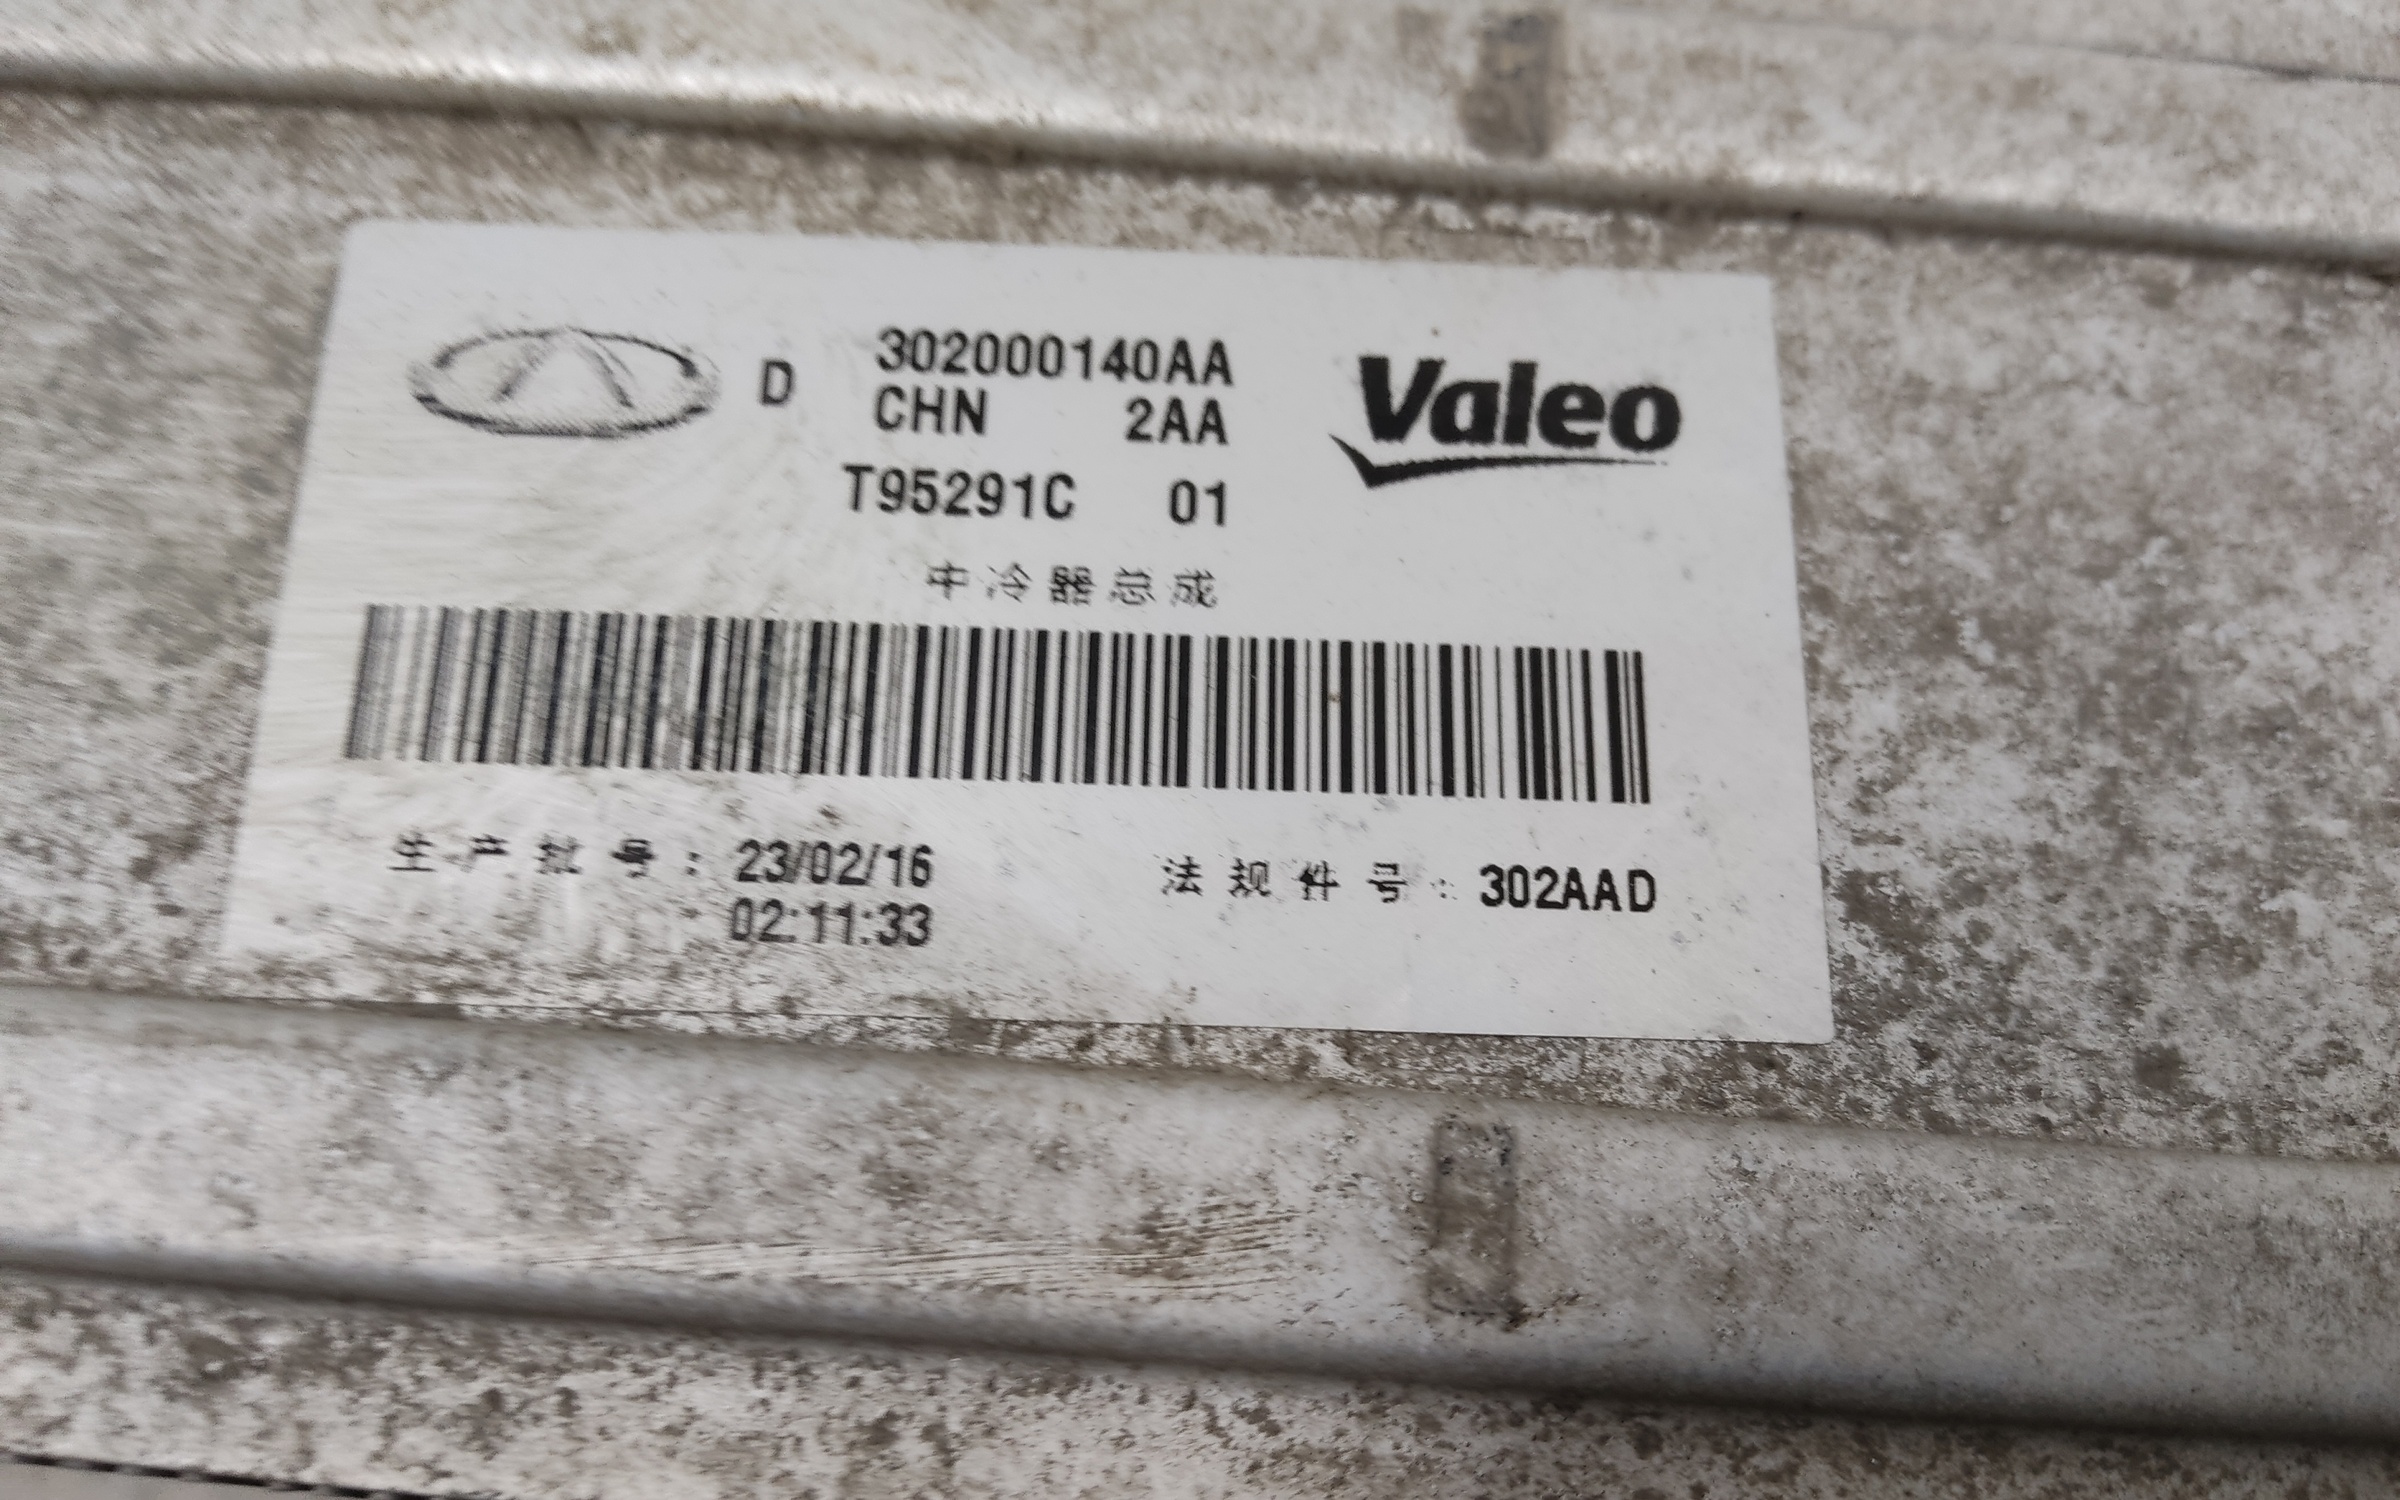 D 302000140AA
CHN 2AA
Valeo
T95291C 01
中冷器总成
生产批号: 23/02/16
02:11:33
法规件号: 302AAD